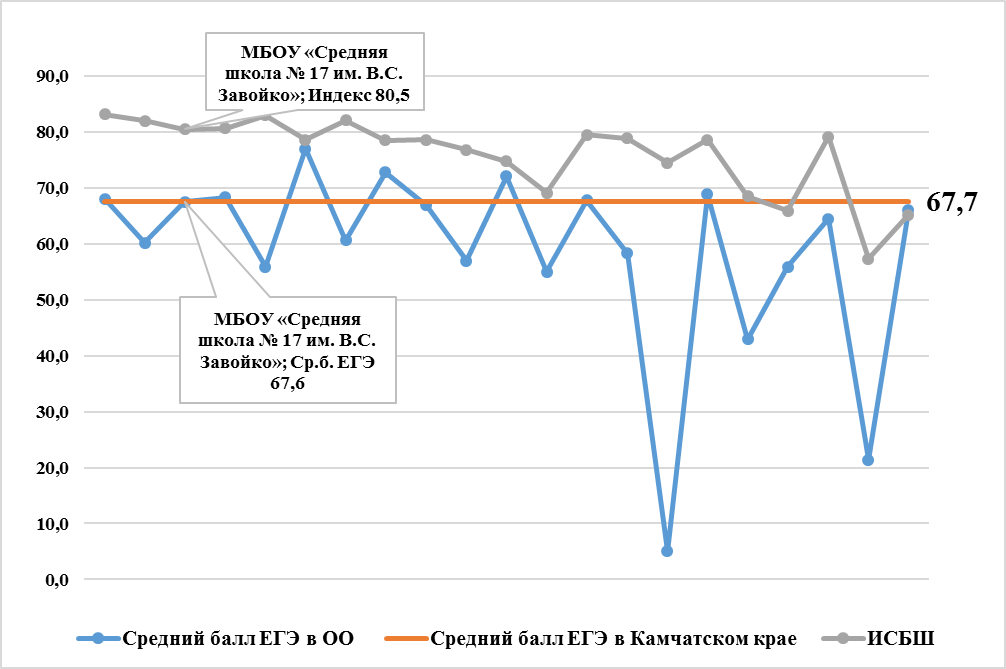 МБОУ «Средняя
школа № 17 им. В.С.
Завойко»; Индекс 80,5
90,0
80,0
70,0
60,0
50,0
40,0
30,0
20,0
10,0
0,0
67,7
МБОУ «Средняя
школа № 17 им. В.С.
Завойко»; Ср.б. ЕГЭ
67,6
Средний балл ЕГЭ в ОО
Средний балл ЕГЭ в Камчатском крае
ИСБШ